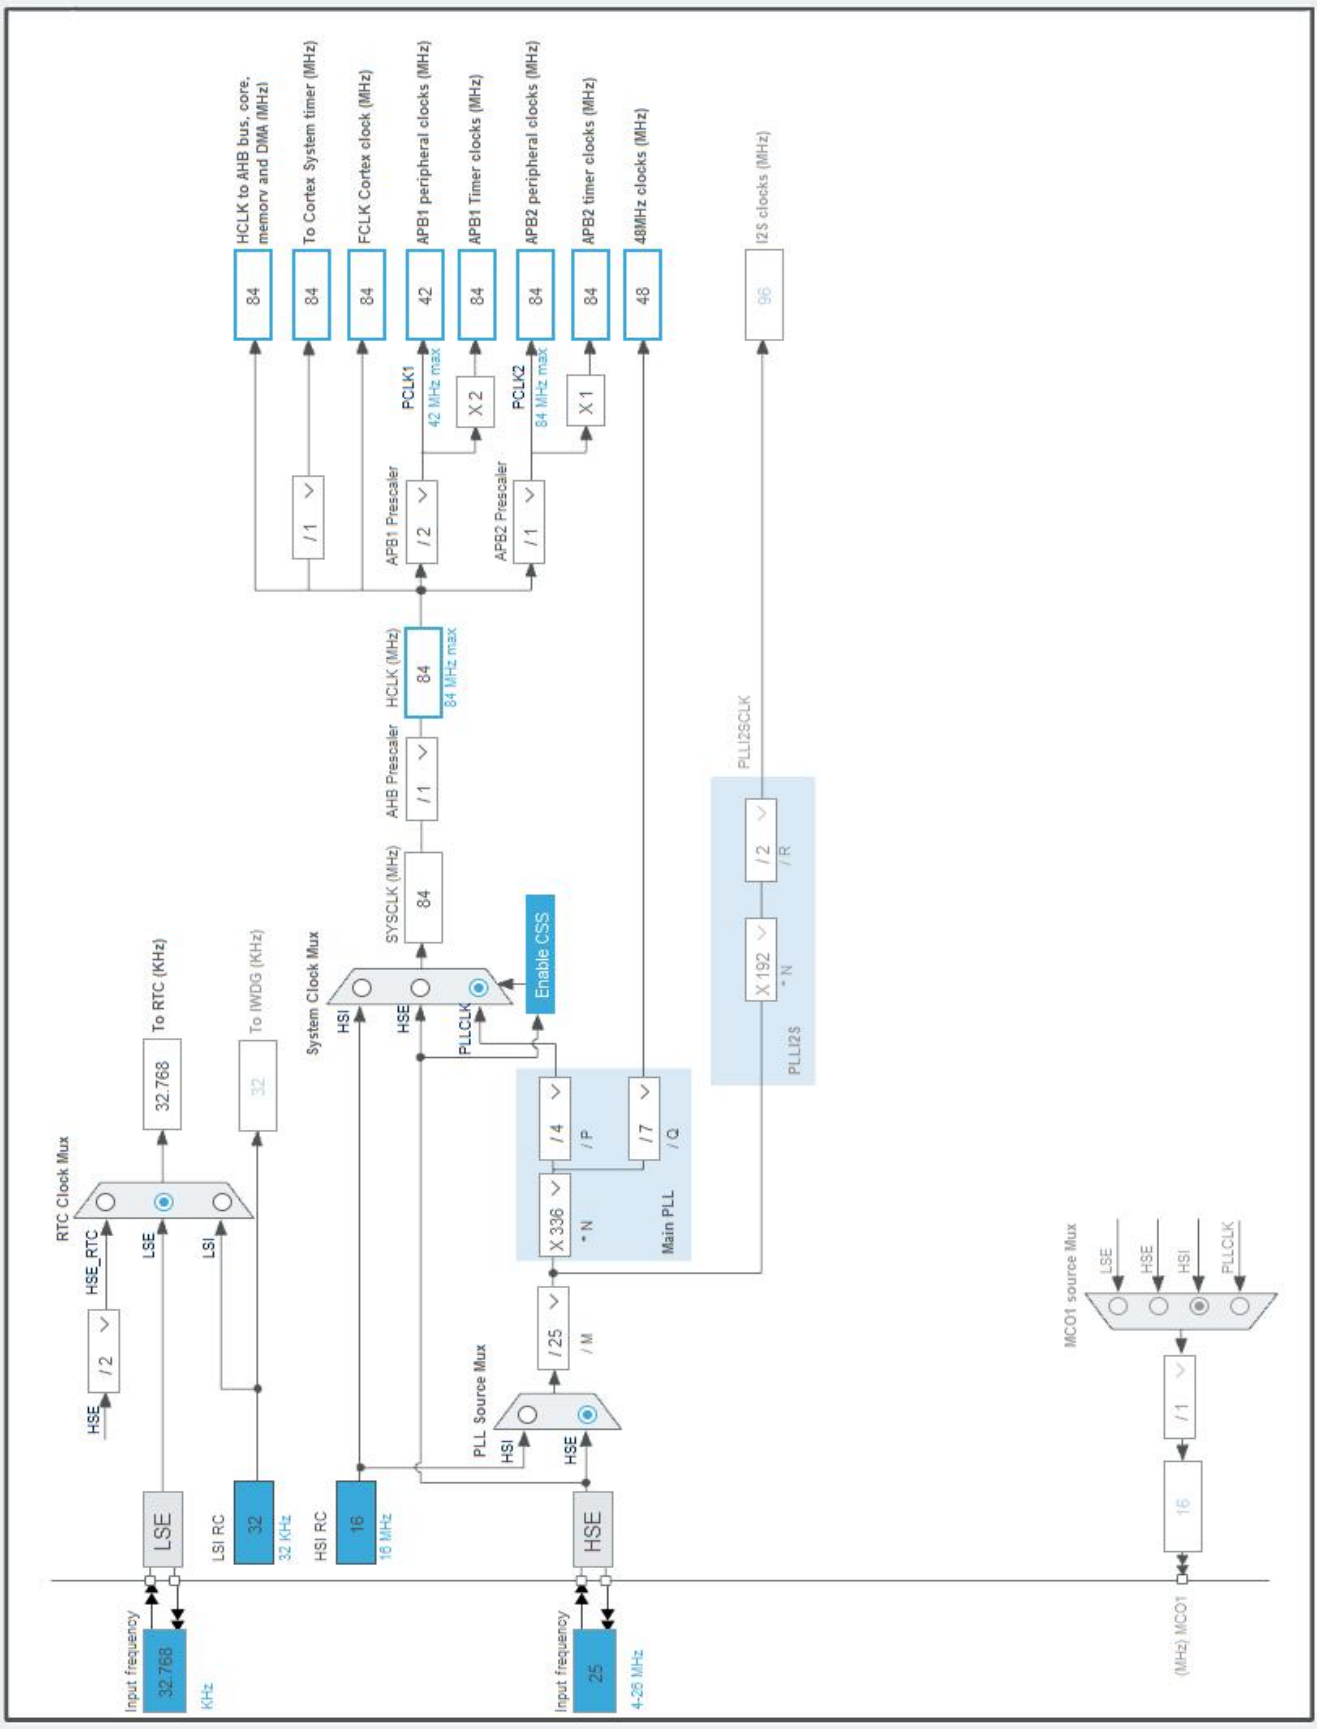 RTC Clock Mux
HSE
/ 2
HSE_RTC
Input frequency
32.768
KHz
LSE
LSE
32.768
To RTC (KHz)
LSI RC
32
32 KHz
LSI
32
To IWDG (KHz)
HSI RC
16
16 MHz
System Clock Mux
HSI
HSE
PLLCLK
Enable CSS
SYSCLK (MHz)
84
AHB Prescaler
/ 1
HCLK (MHz)
84
84 MHz max
84
HCLK to AHB bus, core,
memory and DMA (MHz)
/ 1
84
To Cortex System timer (MHz)
84
FCLK Cortex clock (MHz)
APB1 Prescaler
/ 2
PCLK1
42 MHz max
42
APB1 peripheral clocks (MHz)
X 2
84
APB1 Timer clocks (MHz)
APB2 Prescaler
/ 1
PCLK2
84 MHz max
84
APB2 peripheral clocks (MHz)
X 1
84
APB2 timer clocks (MHz)
48
48MHz clocks (MHz)
Input frequency
25
4-26 MHz
HSE
PLL Source Mux
HSI
HSE
/ 25
/ M
X 336
* N
/ 4
/ P
/ 7
/ Q
Main PLL
PLLI2S
X 192
* N
/ 2
/ R
PLLI2SCLK
96
I2S clocks (MHz)
MCO1 source Mux
LSE
HSE
HSI
PLLCLK
/ 1
16
(MHz) MCO1